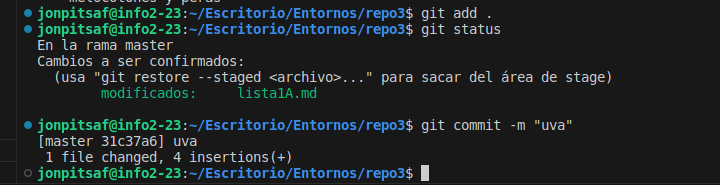 jonpitsaf@info2-23:~/Escritorio/Entornos/repo3$ git add .
jonpitsaf@info2-23:~/Escritorio/Entornos/repo3$ git status
En la rama master
Cambios a ser confirmados:
  (usa "git restore --staged <archivo>..." para sacar del área de stage)
        modificados:     lista1A.md
jonpitsaf@info2-23:~/Escritorio/Entornos/repo3$ git commit -m "uva"
[master 31c37a6] uva
 1 file changed, 4 insertions(+)
jonpitsaf@info2-23:~/Escritorio/Entornos/repo3$